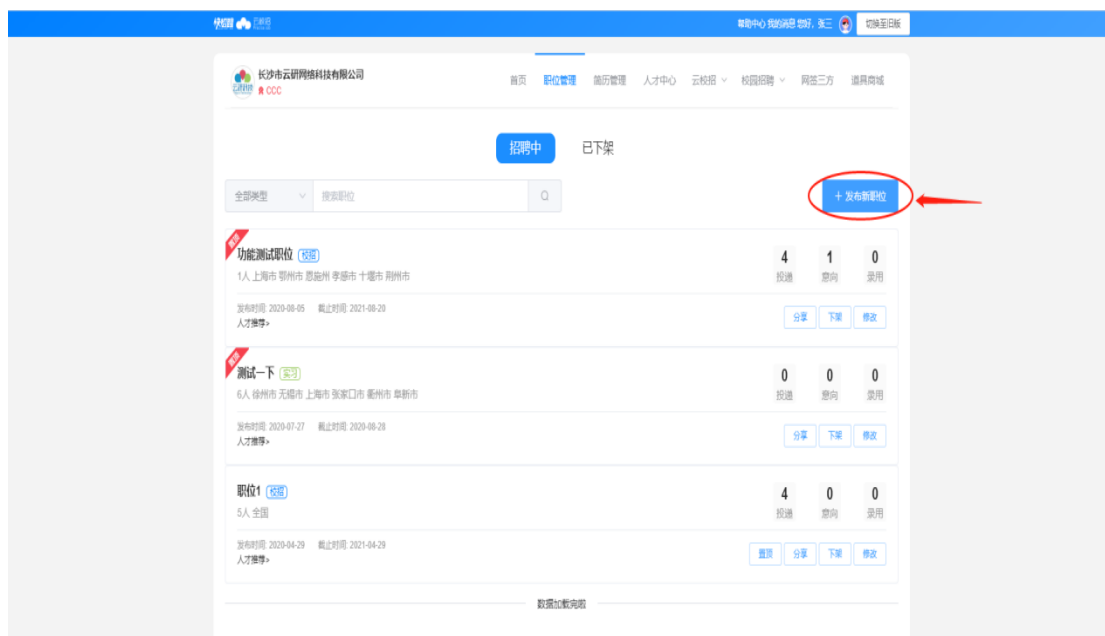 快招网 云校招
帮助中心 我的消息 您好，张三 切换至旧版
长沙市云研网络科技有限公司
CCC
首页 职位管理 简历管理 人才中心 云校招 校园招聘 网签三方 道具商城
招聘中 已下架
全部类型 搜索职位
+ 发布新职位
功能测试职位 校招
1人 上海市 鄂州市 恩施州 孝感市 十堰市 荆州市
4 1 0
投递 意向 录用
发布时间: 2020-08-05 截止时间: 2021-08-20
人才推荐>
分享 下架 修改
测试一下 实习
6人 徐州市 无锡市 上海市 张家口市 衢州市 阜新市
0 0 0
投递 意向 录用
发布时间: 2020-07-27 截止时间: 2020-08-28
人才推荐>
分享 下架 修改
职位1 校招
5人 全国
4 0 0
投递 意向 录用
发布时间: 2020-04-29 截止时间: 2021-04-29
人才推荐>
置顶 分享 下架 修改
数据加载完啦